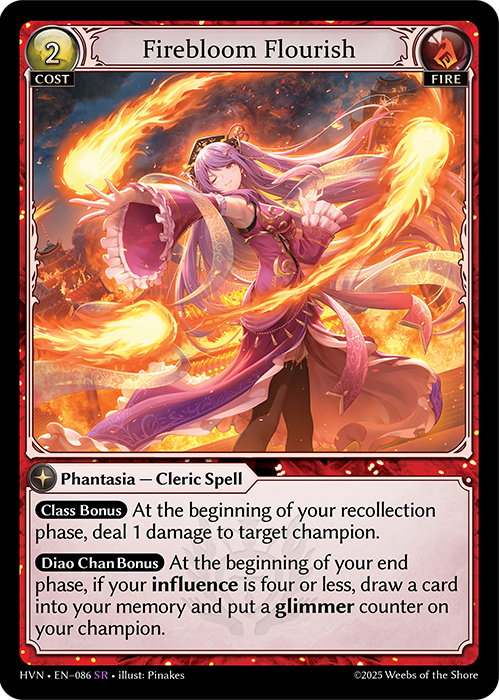 2
Firebloom Flourish
COST
FIRE
Phantasia — Cleric Spell
Class Bonus At the beginning of your recollection
phase, deal 1 damage to target champion.
Diao Chan Bonus At the beginning of your end
phase, if your influence is four or less, draw a card
into your memory and put a glimmer counter on
your champion.
HVN • EN–086 SR • illust: Pinakes
©2025 Weebs of the Shore